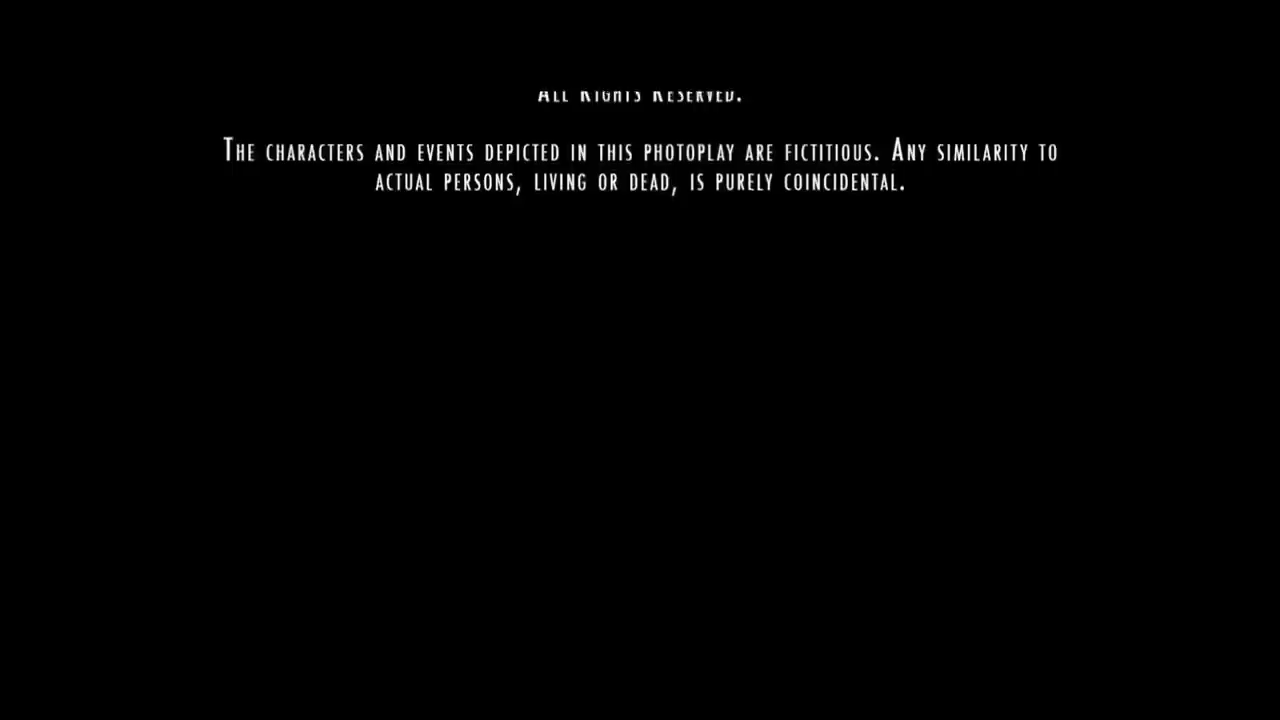 All Rights Reserved.
The characters and events depicted in this photoplay are fictitious. Any similarity to
actual persons, living or dead, is purely coincidental.